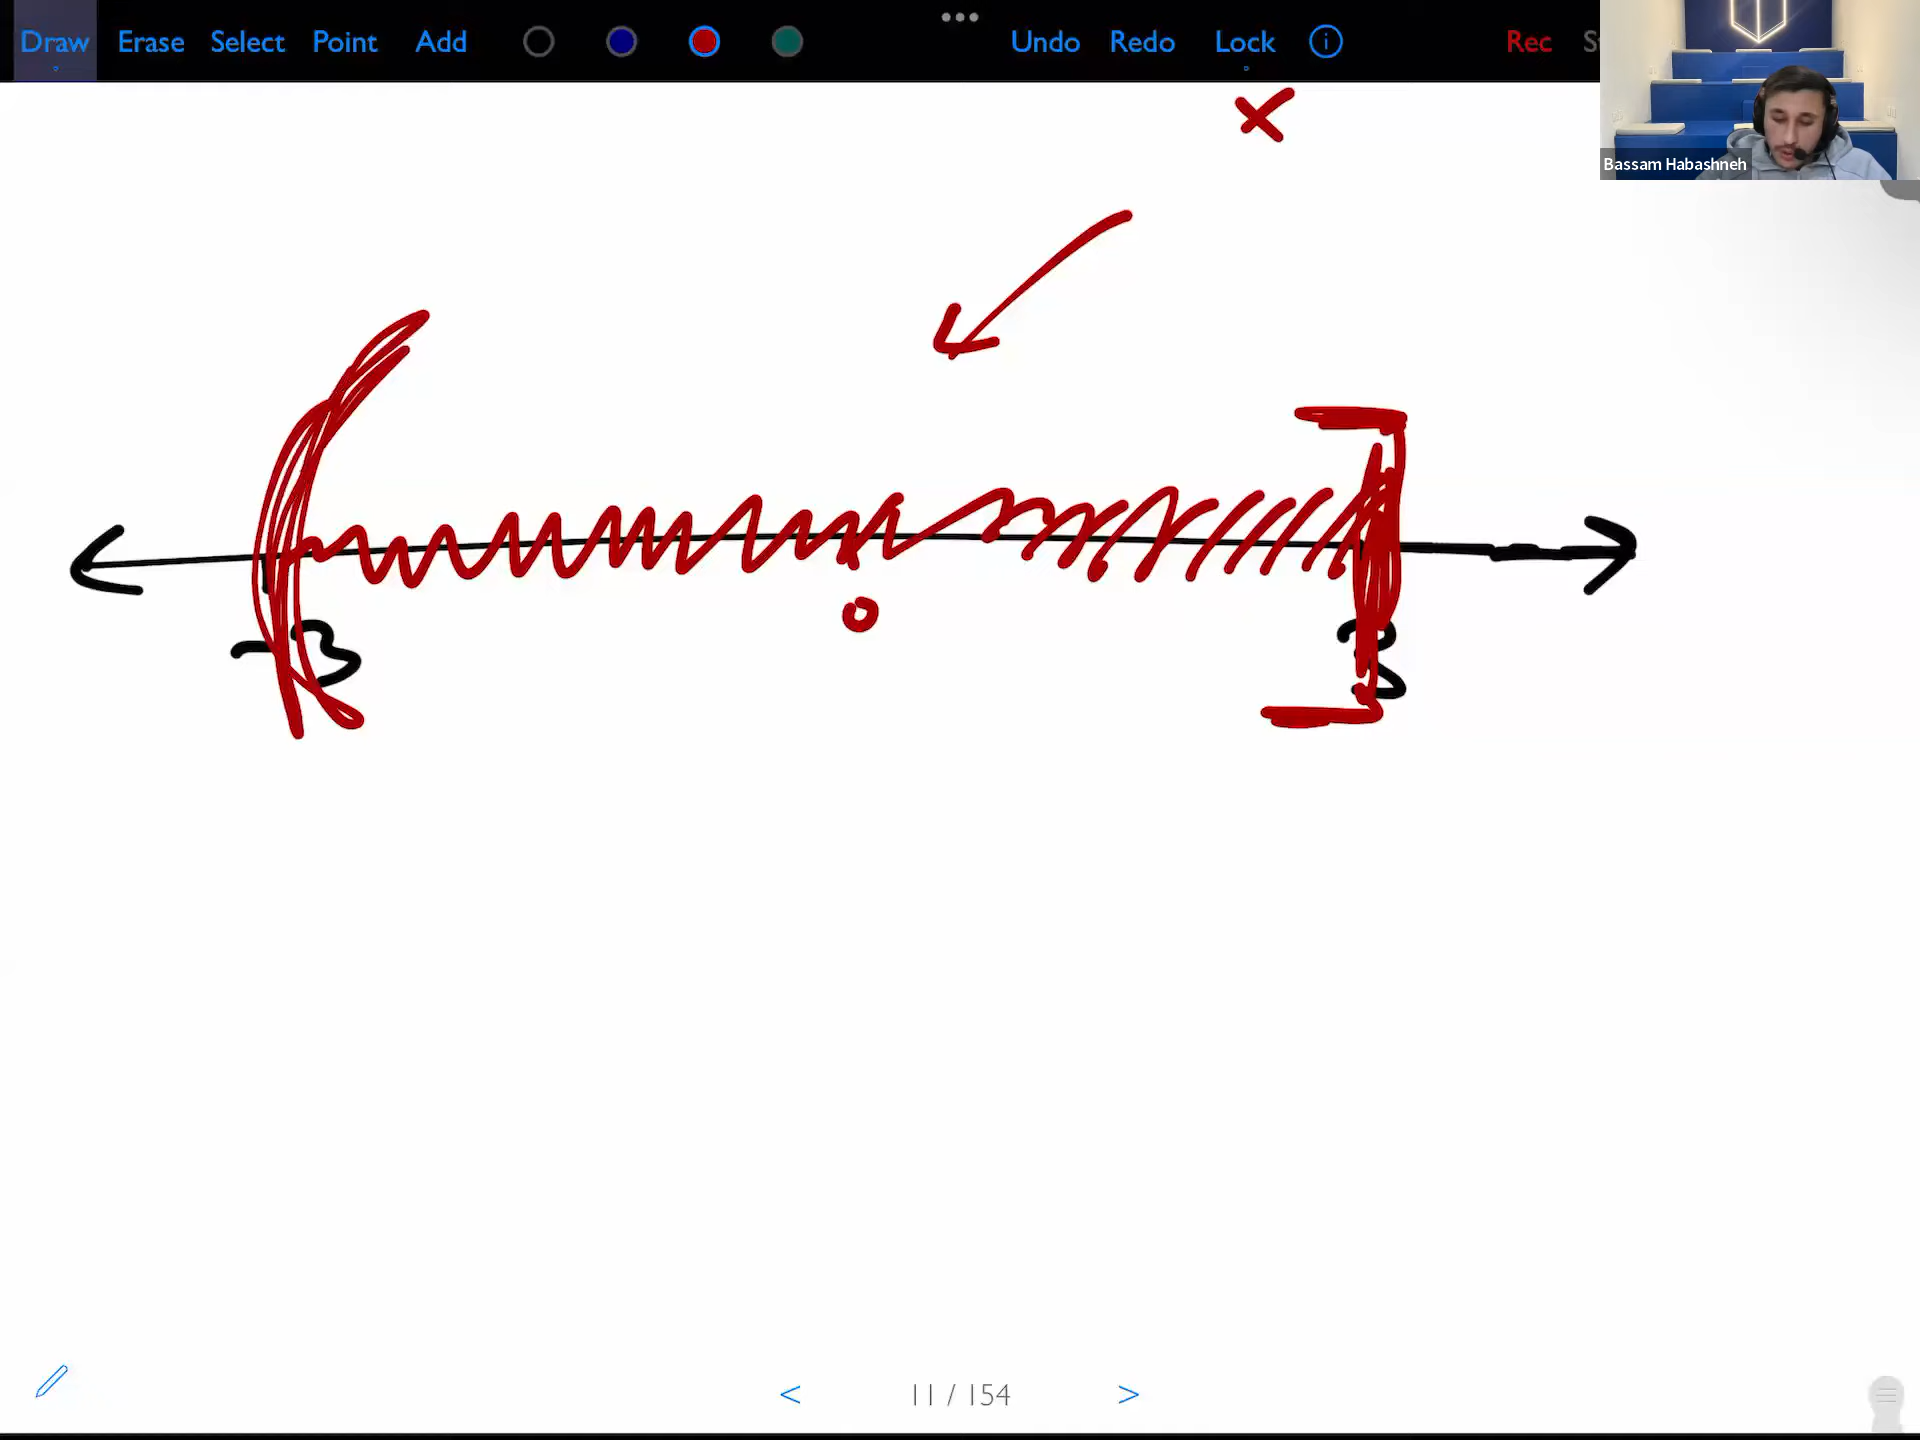 Draw Erase Select Point Add Undo Redo Lock Rec
Bassam Habashneh
x
( ]
-3 0 3
< 11 / 154 >